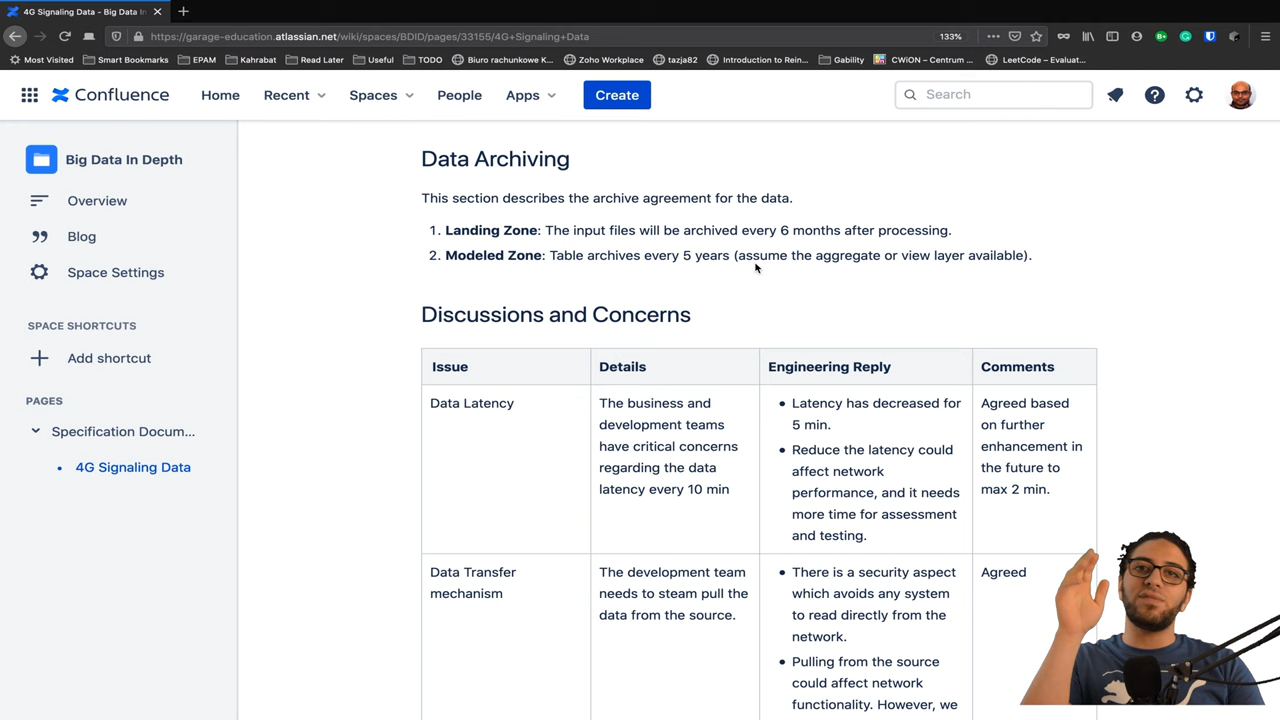 4G Signaling Data - Big Data In
https://garage-education.atlassian.net/wiki/spaces/BDID/pages/33155/4G+Signaling+Data
133%
Most Visited Smart Bookmarks EPAM Kahrabat Read Later Useful TODO Biuro rachunkowe K... Zoho Workplace tazja82 Introduction to Rein... Gability CWiON – Centrum ... LeetCode – Evaluat...
Confluence Home Recent Spaces People Apps Create Search
Big Data In Depth
Overview
Blog
Space Settings
SPACE SHORTCUTS
Add shortcut
PAGES
Specification Docum...
4G Signaling Data
Data Archiving
This section describes the archive agreement for the data.
1. Landing Zone: The input files will be archived every 6 months after processing.
2. Modeled Zone: Table archives every 5 years (assume the aggregate or view layer available).
Discussions and Concerns
Issue Details Engineering Reply Comments
Data Latency
The business and
development teams
have critical concerns
regarding the data
latency every 10 min
Latency has decreased for
5 min.
Reduce the latency could
affect network
performance, and it needs
more time for assessment
and testing.
Agreed based
on further
enhancement in
the future to
max 2 min.
Data Transfer
mechanism
The development team
needs to steam pull the
data from the source.
There is a security aspect
which avoids any system
to read directly from the
network.
Pulling from the source
could affect network
functionality. However, we
Agreed